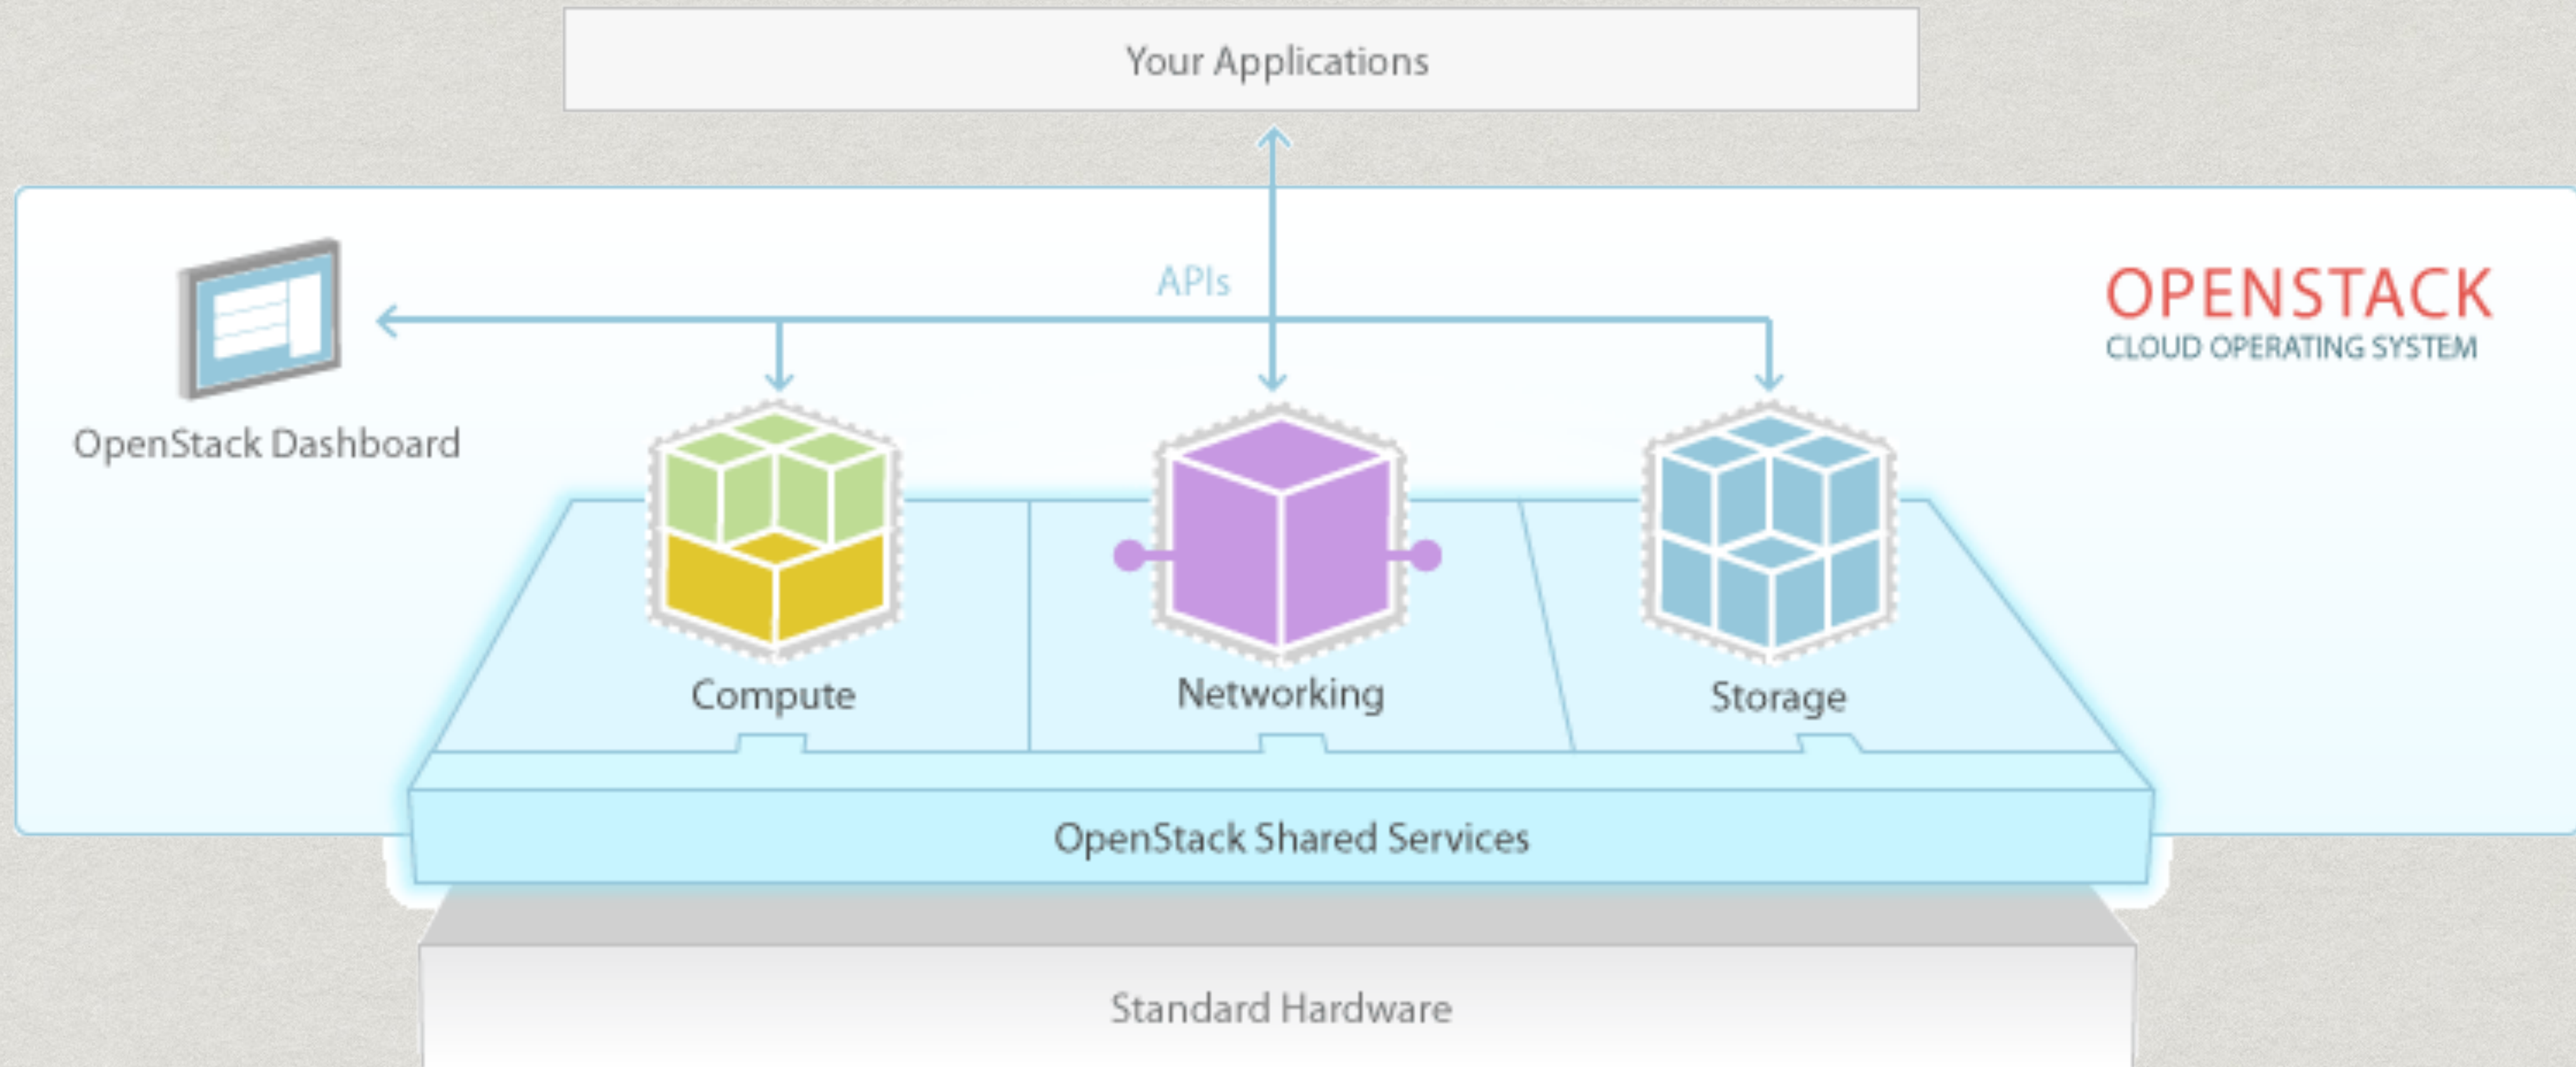 Your Applications
APIs
OPENSTACK
CLOUD OPERATING SYSTEM
OpenStack Dashboard
Compute
Networking
Storage
OpenStack Shared Services
Standard Hardware